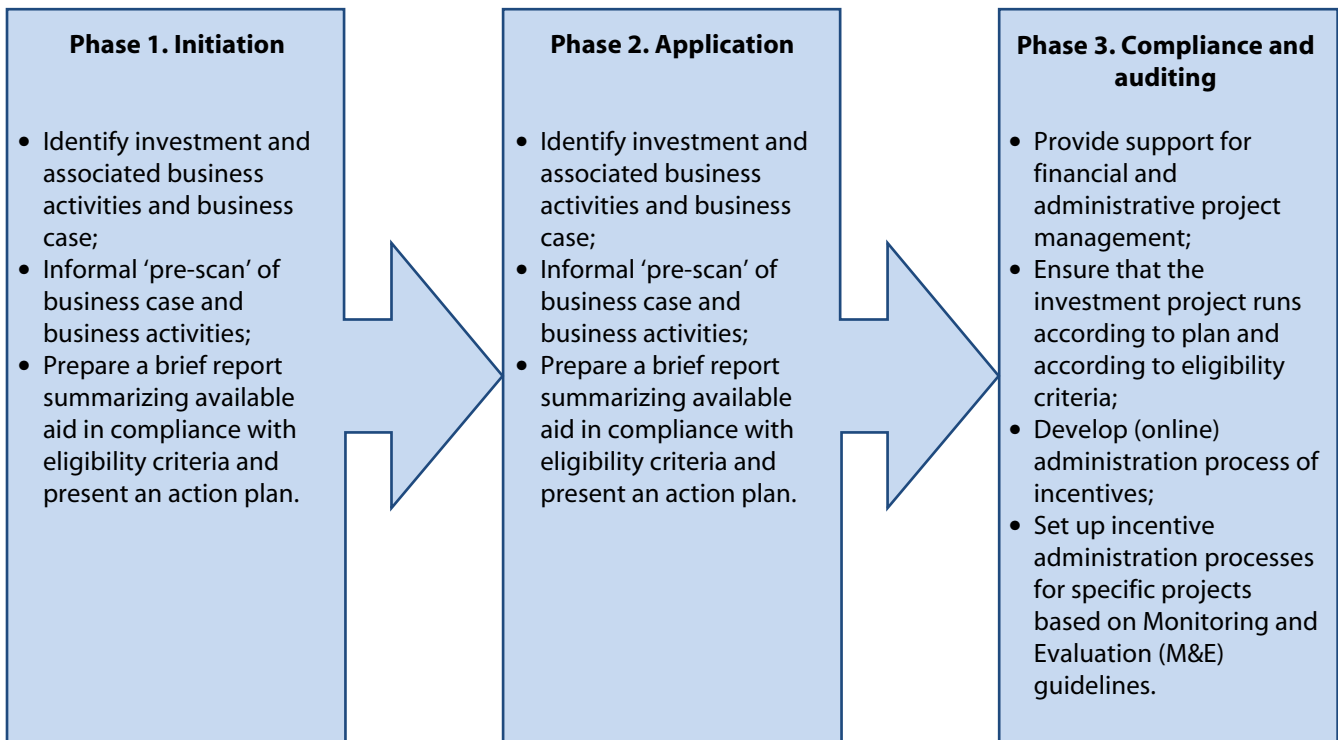 Phase 1. Initiation
• Identify investment and
associated business
activities and business
case;
• Informal ‘pre-scan’ of
business case and
business activities;
• Prepare a brief report
summarizing available
aid in compliance with
eligibility criteria and
present an action plan.
Phase 2. Application
• Identify investment and
associated business
activities and business
case;
• Informal ‘pre-scan’ of
business case and
business activities;
• Prepare a brief report
summarizing available
aid in compliance with
eligibility criteria and
present an action plan.
Phase 3. Compliance and
auditing
• Provide support for
financial and
administrative project
management;
• Ensure that the
investment project runs
according to plan and
according to eligibility
criteria;
• Develop (online)
administration process of
incentives;
• Set up incentive
administration processes
for specific projects
based on Monitoring and
Evaluation (M&E)
guidelines.